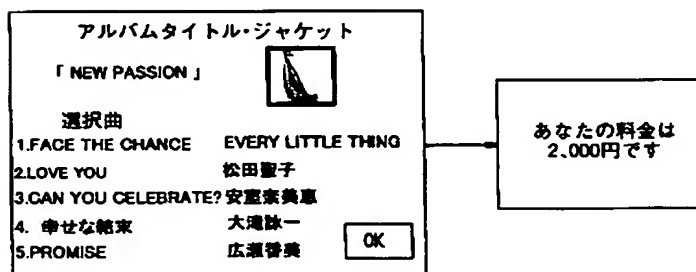 アルバムタイトル・ジャケット
「 NEW PASSION 」
選択曲
1.FACE THE CHANCE EVERY LITTLE THING
2.LOVE YOU 松田聖子
3.CAN YOU CELEBRATE? 安室奈美恵
4. 幸せな結末 大滝詠一
5.PROMISE 広瀬香美
OK
あなたの料金は
2,000円です